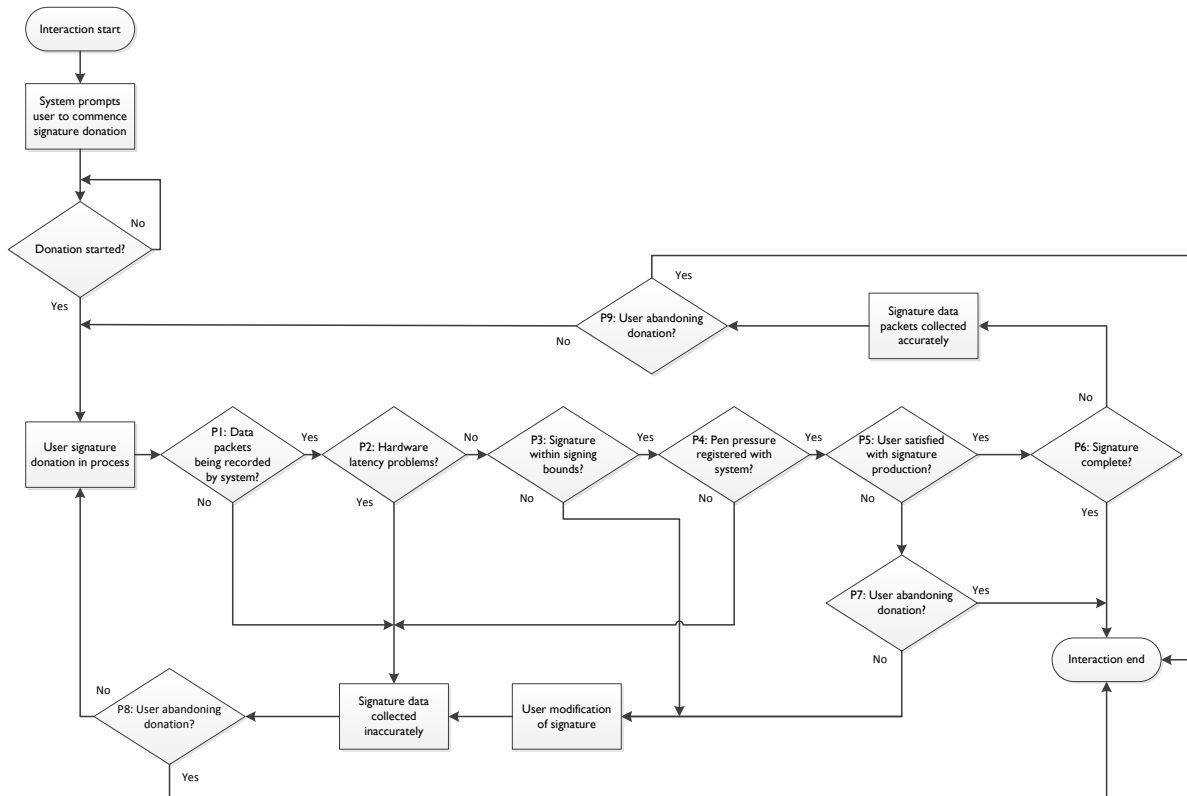 Interaction start
System prompts
user to commence
signature donation
No
Donation started?
Yes
Yes
P9: User abandoning
donation?
No
Signature data
packets collected
accurately
No
User signature
donation in process
P1: Data
packets
being recorded
by system?
Yes
No
P2: Hardware
latency problems?
No
Yes
P3: Signature
within signing
bounds?
Yes
No
P4: Pen pressure
registered with
system?
Yes
No
P5: User satisfied
with signature
production?
Yes
No
P6: Signature
complete?
Yes
P7: User abandoning
donation?
Yes
No
Interaction end
No
P8: User abandoning
donation?
Yes
Signature data
collected
inaccurately
User modification
of signature